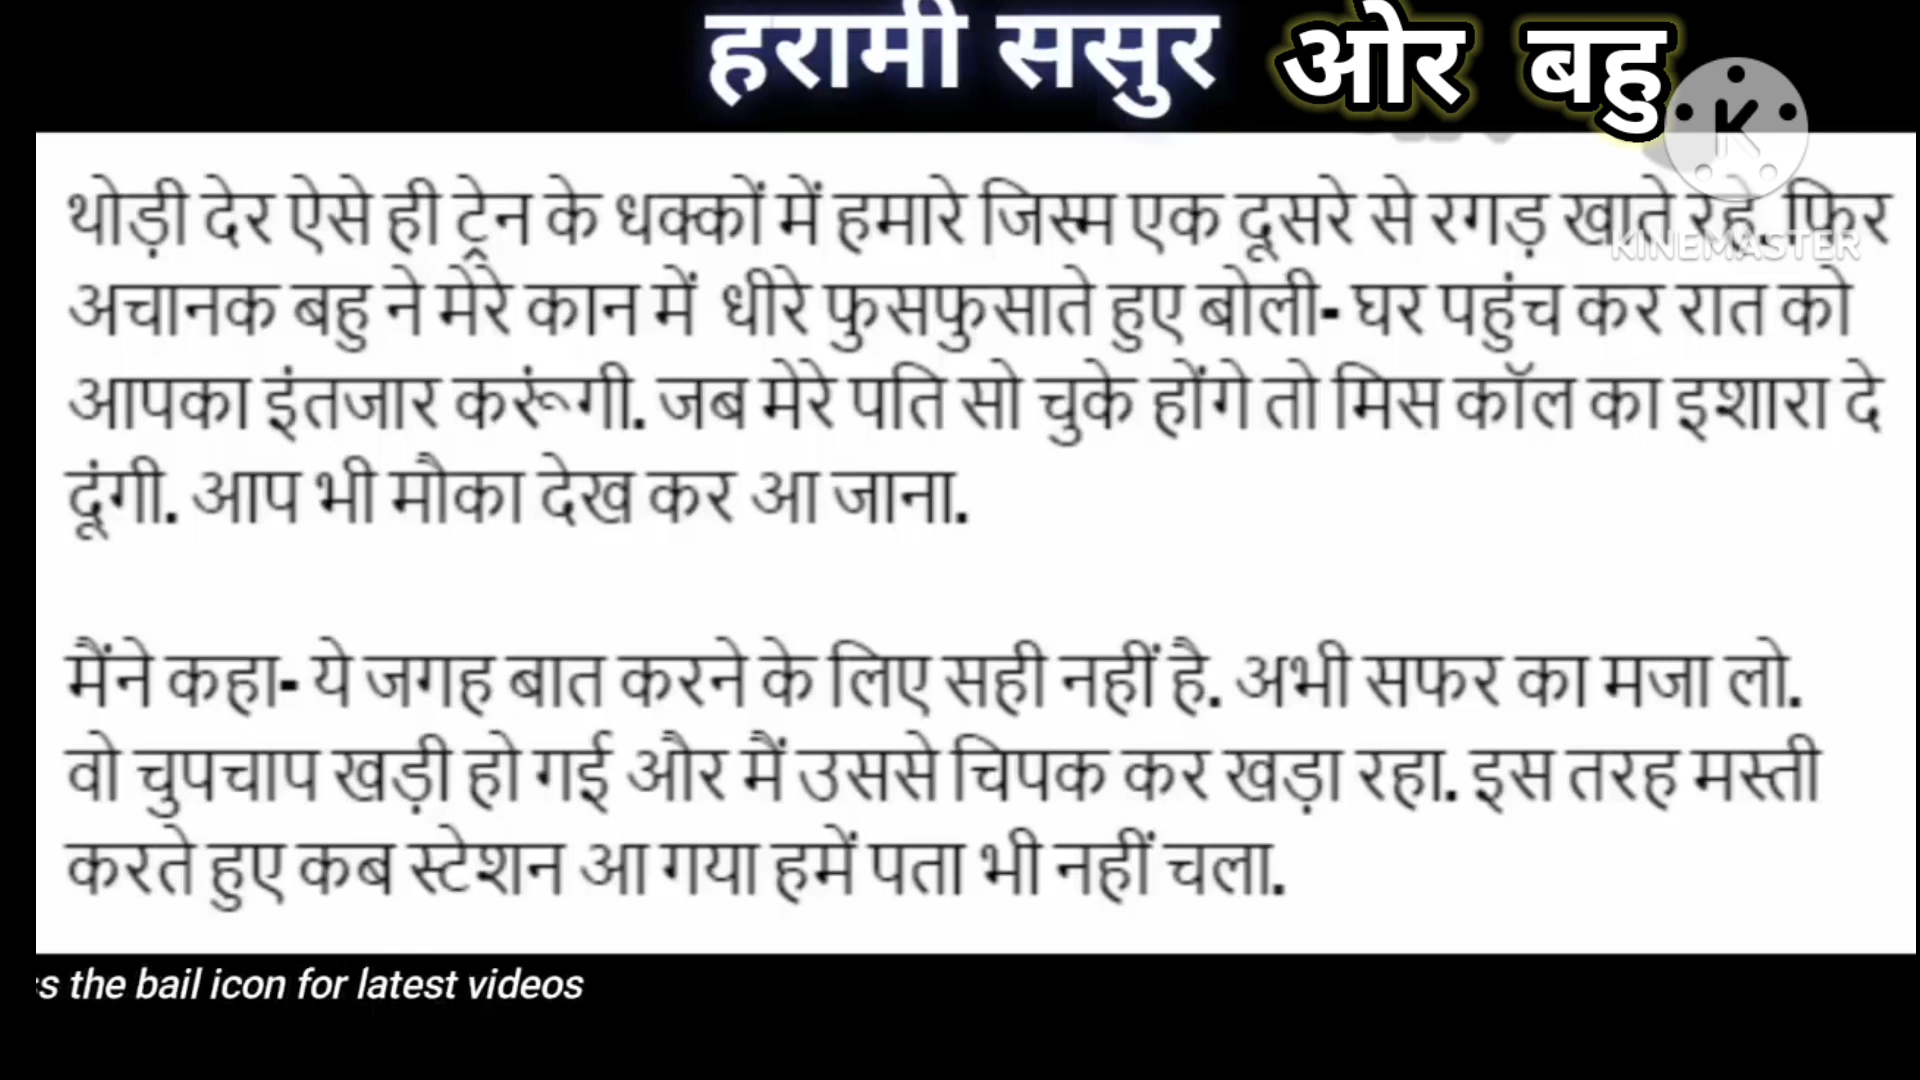 हरामी ससुर ओर बहु
K
KINEMASTER
थोड़ी देर ऐसे ही ट्रेन के धक्कों में हमारे जिस्म एक दूसरे से रगड़ खाते रहे. फिर
अचानक बहु ने मेरे कान में धीरे फुसफुसाते हुए बोली- घर पहुंच कर रात को
आपका इंतजार करूंगी. जब मेरे पति सो चुके होंगे तो मिस कॉल का इशारा दे
दूंगी. आप भी मौका देख कर आ जाना.
मैंने कहा- ये जगह बात करने के लिए सही नहीं है. अभी सफर का मजा लो.
वो चुपचाप खड़ी हो गई और मैं उससे चिपक कर खड़ा रहा. इस तरह मस्ती
करते हुए कब स्टेशन आ गया हमें पता भी नहीं चला.
s the bail icon for latest videos